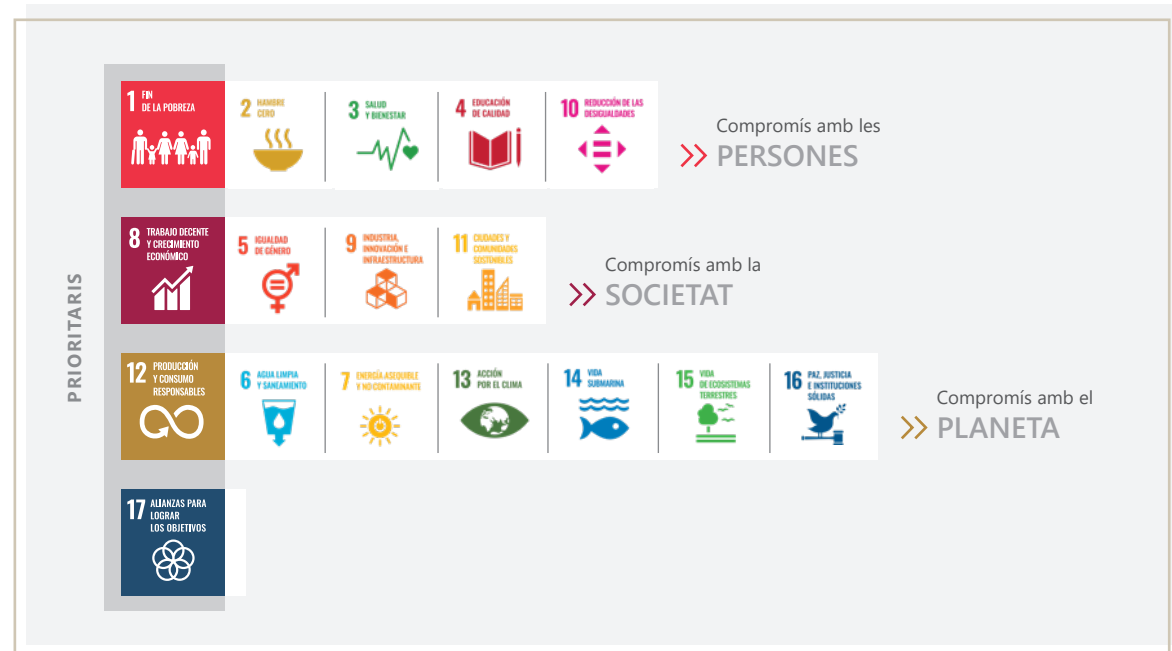 PRIORITARIS
1 FIN
DE LA POBREZA
2 HAMBRE
CERO
3 SALUD
Y BIENESTAR
4 EDUCACIÓN
DE CALIDAD
10 REDUCCIÓN DE LAS
DESIGUALDADES
Compromís amb les
PERSONES
8 TRABAJO DECENTE
Y CRECIMIENTO
ECONÓMICO
5 IGUALDAD
DE GÉNERO
9 INDUSTRIA,
INNOVACIÓN E
INFRAESTRUCTURA
11 CIUDADES Y
COMUNIDADES
SOSTENIBLES
Compromís amb la
SOCIETAT
12 PRODUCCIÓN
Y CONSUMO
RESPONSABLES
6 AGUA LIMPIA
Y SANEAMIENTO
7 ENERGÍA ASEQUIBLE
Y NO CONTAMINANTE
13 ACCIÓN
POR EL CLIMA
14 VIDA
SUBMARINA
15 VIDA
DE ECOSISTEMAS
TERRESTRES
16 PAZ, JUSTICIA
E INSTITUCIONES
SÓLIDAS
Compromís amb el
PLANETA
17 ALIANZAS PARA
LOGRAR
LOS OBJETIVOS